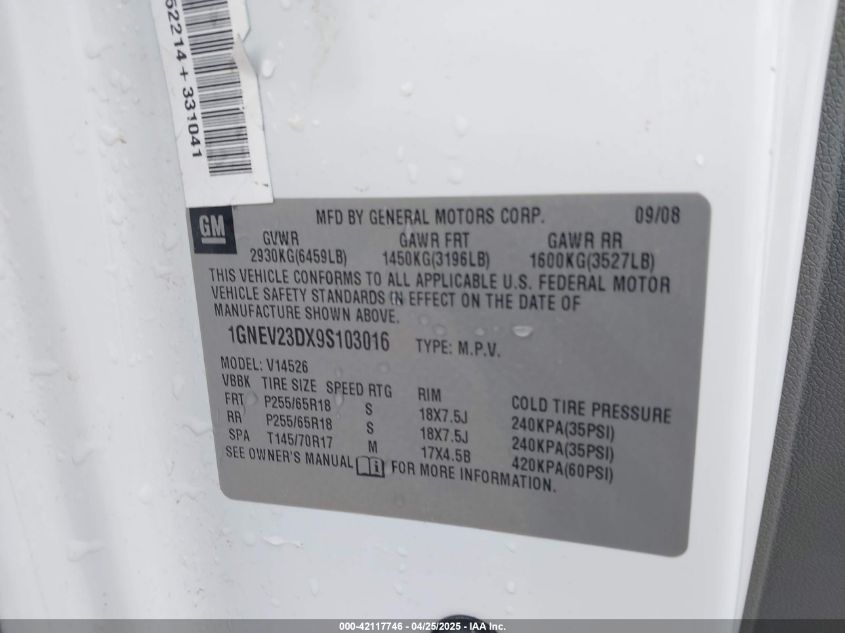 52214 + 331041
GM
MFD BY GENERAL MOTORS CORP. 09/08
GVWR GAWR FRT GAWR RR
2930KG(6459LB) 1450KG(3196LB) 1600KG(3527LB)
THIS VEHICLE CONFORMS TO ALL APPLICABLE U.S. FEDERAL MOTOR
VEHICLE SAFETY STANDARDS IN EFFECT ON THE DATE OF
MANUFACTURE SHOWN ABOVE.
1GNEV23DX9S103016 TYPE: M.P.V.
MODEL: V14526
VBBK TIRE SIZE SPEED RTG RIM COLD TIRE PRESSURE
FRT P255/65R18 S 18X7.5J 240KPA(35PSI)
RR P255/65R18 S 18X7.5J 240KPA(35PSI)
SPA T145/70R17 M 17X4.5B 420KPA(60PSI)
SEE OWNER'S MANUAL FOR MORE INFORMATION.
000-42117746 - 04/25/2025 - IAA Inc.